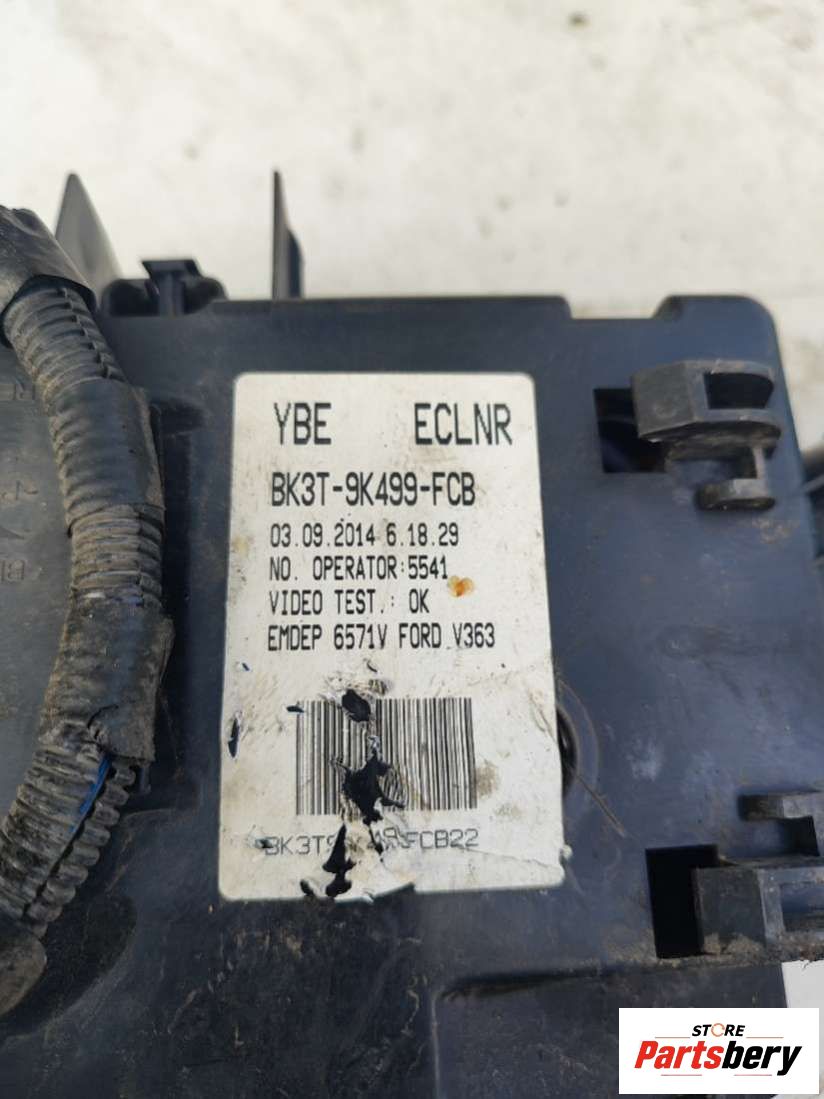 YBE ECLNR
BK3T-9K499-FCB
03.09.2014 6.18.29
NO. OPERATOR:5541
VIDEO TEST.: OK
EMDEP 6571V FORD V363
STORE
Partsbery